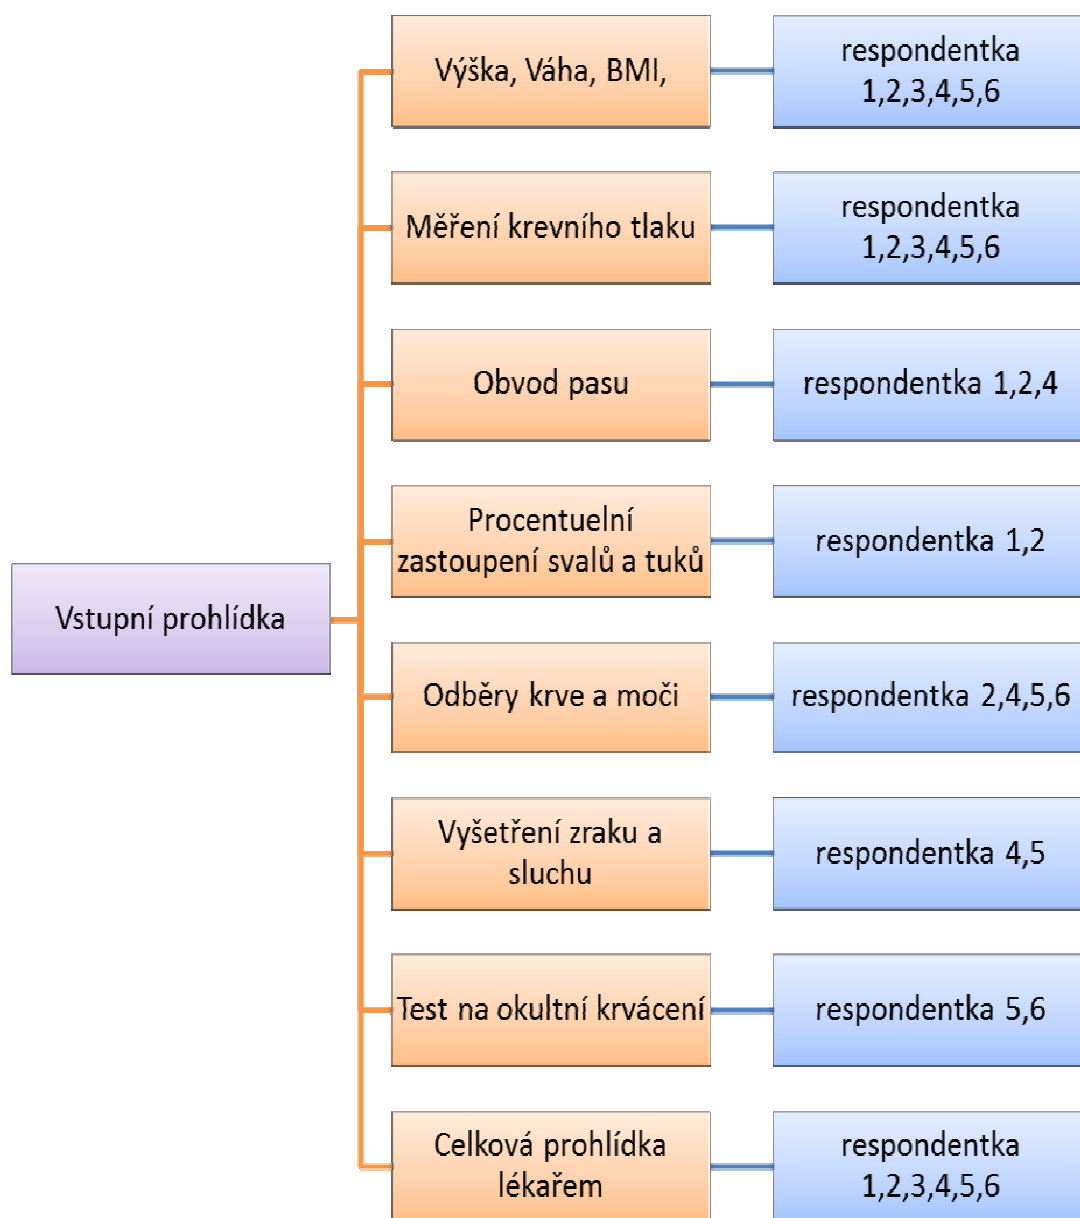 Výška, Váha, BMI,
respondentka
1,2,3,4,5,6
Měření krevního tlaku
respondentka
1,2,3,4,5,6
Obvod pasu
respondentka 1,2,4
Procentuelní
zastoupení svalů a tuků
respondentka 1,2
Vstupní prohlídka
Odběry krve a moči
respondentka 2,4,5,6
Vyšetření zraku a
sluchu
respondentka 4,5
Test na okultní krvácení
respondentka 5,6
Celková prohlídka
lékařem
respondentka
1,2,3,4,5,6